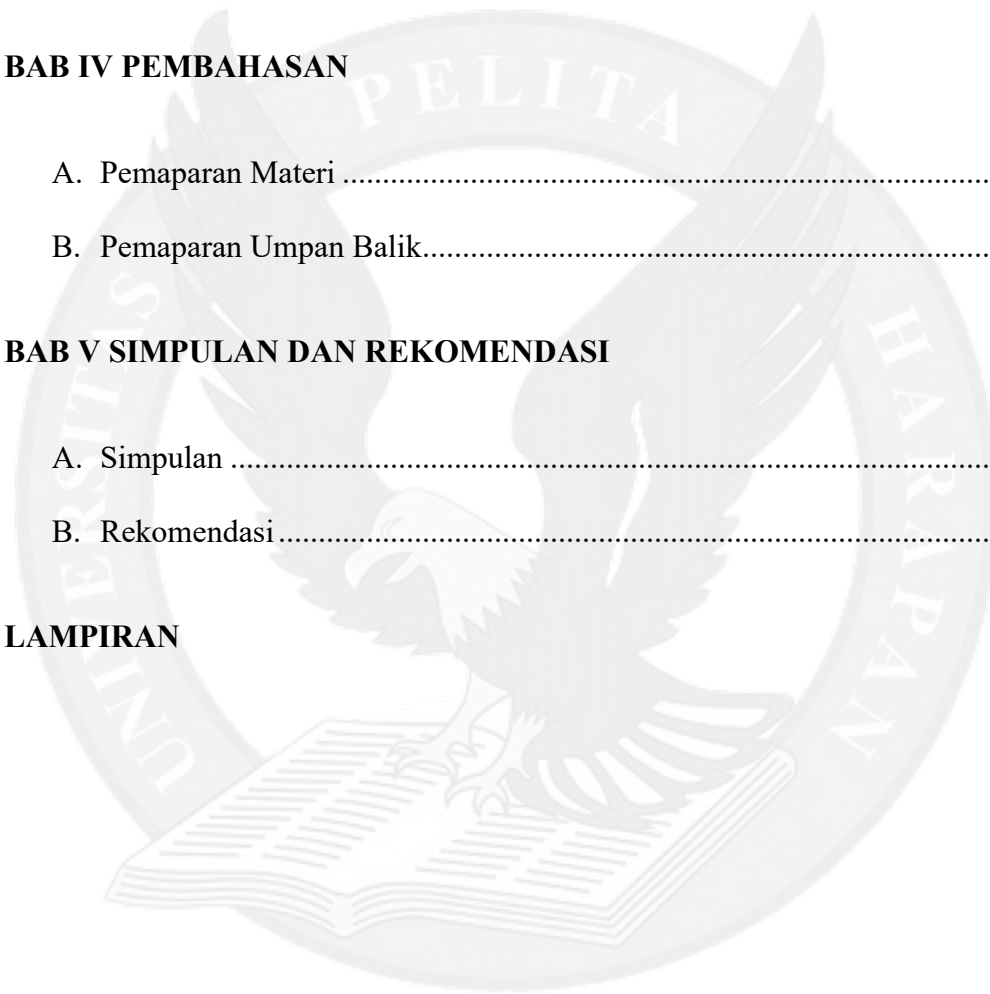 BAB IV PEMBAHASAN
A. Pemaparan Materi ..................................................................................
B. Pemaparan Umpan Balik........................................................................
BAB V SIMPULAN DAN REKOMENDASI
A. Simpulan ................................................................................................
B. Rekomendasi ..........................................................................................
LAMPIRAN
UNIVERSITAS PELITA HARAPAN